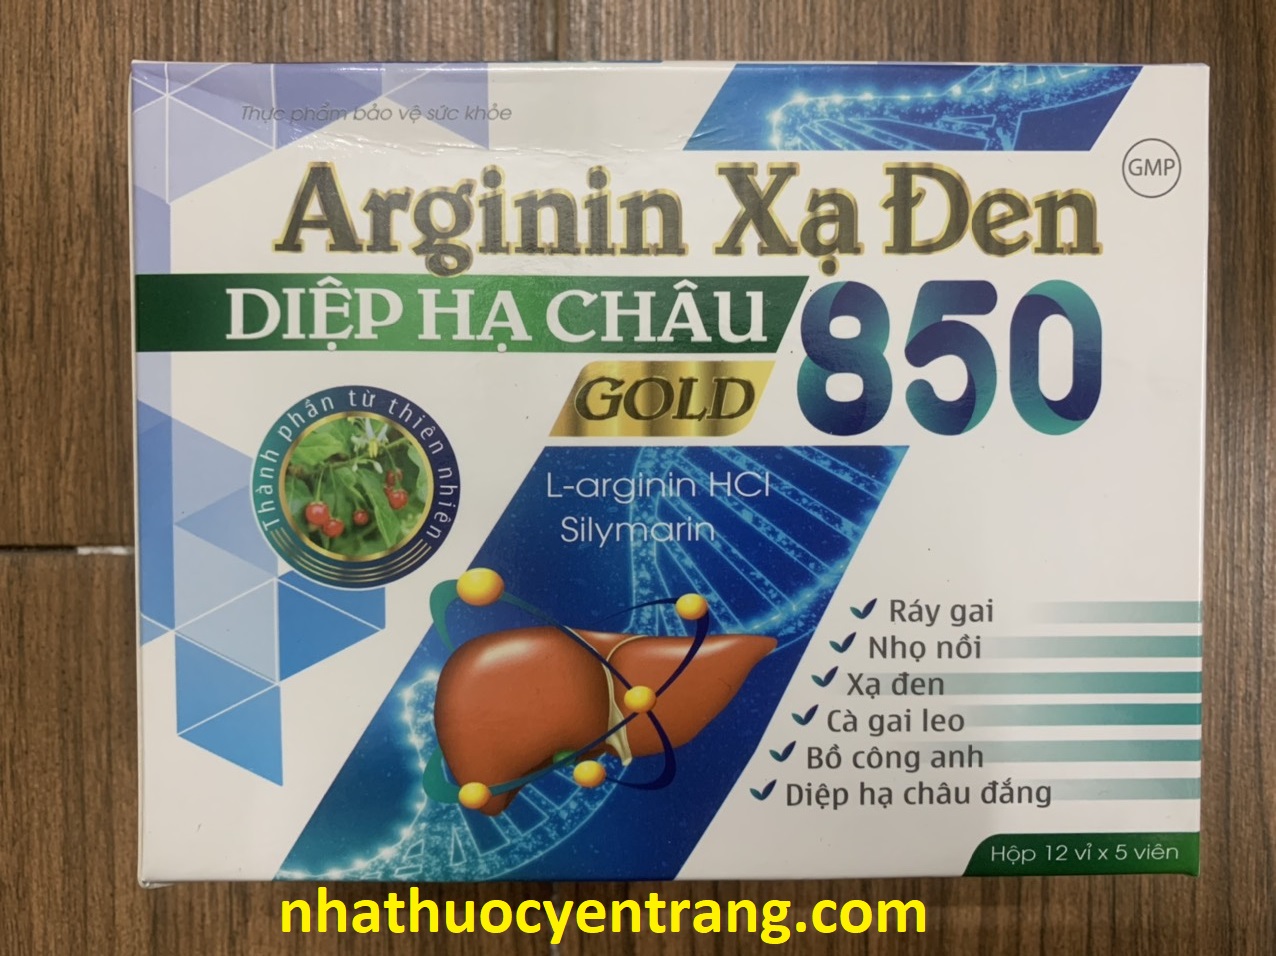 Thực phẩm bảo vệ sức khỏe
GMP
Arginin Xạ Đen
DIỆP HẠ CHÂU
850
GOLD
Thành phần từ thiên nhiên
L-arginin HCl
Silymarin
Ráy gai
Nhọ nồi
Xạ đen
Cà gai leo
Bồ công anh
Diệp hạ châu đắng
Hộp 12 vỉ x 5 viên
nhathuocyentrang.com